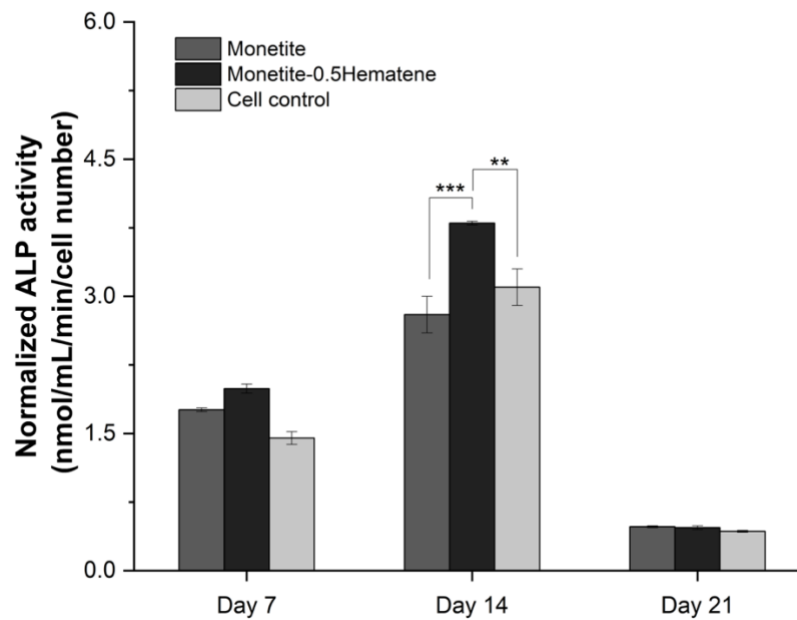 Normalized ALP activity
(nmol/mL/min/cell number)
6.0
4.5
3.0
1.5
0.0
Monetite
Monetite-0.5Hematene
Cell control
***
**
Day 7
Day 14
Day 21